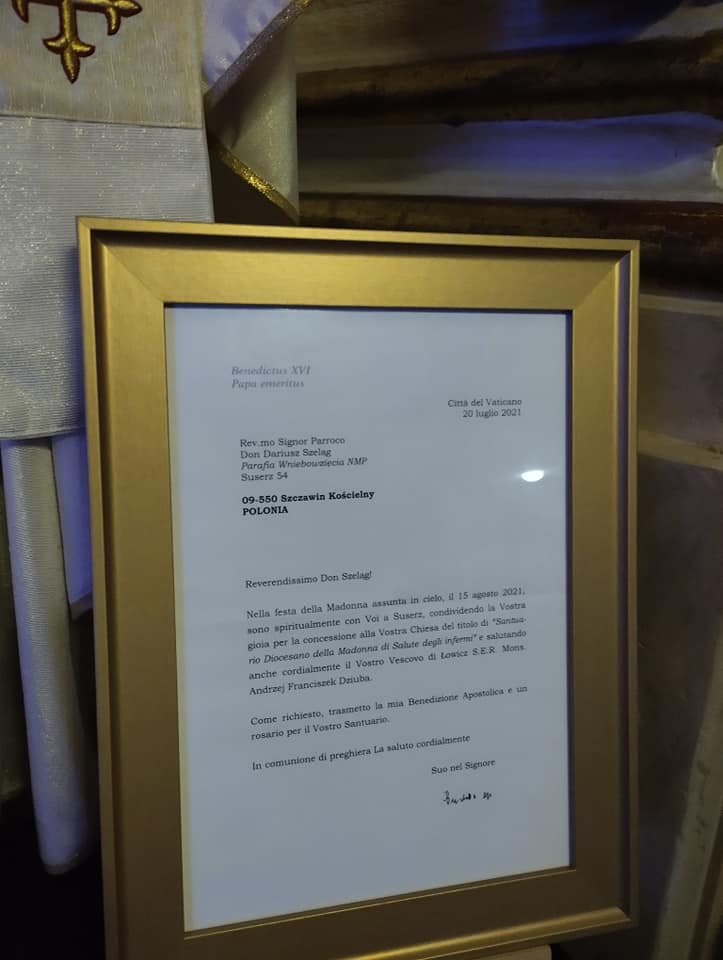 Benedictus XVI
Papa emeritus
Città del Vaticano
20 luglio 2021
Rev.mo Signor Parroco
Don Dariusz Szeląg
Parafia Wniebowzięcia NMP
Suserz 54
09-550 Szczawin Kościelny
POLONIA
Reverendissimo Don Szeląg!
Nella festa della Madonna assunta in cielo, il 15 agosto 2021,
sono spiritualmente con Voi a Suserz, condividendo la Vostra
gioia per la concessione alla Vostra Chiesa del titolo di "Santua-
rio Diocesano della Madonna di Salute degli infermi" e salutando
anche cordialmente il Vostro Vescovo di Łowicz S.E.R. Mons.
Andrzej Franciszek Dziuba.
Come richiesto, trasmetto la mia Benedizione Apostolica e un
rosario per il Vostro Santuario.
In comunione di preghiera La saluto cordialmente
Suo nel Signore